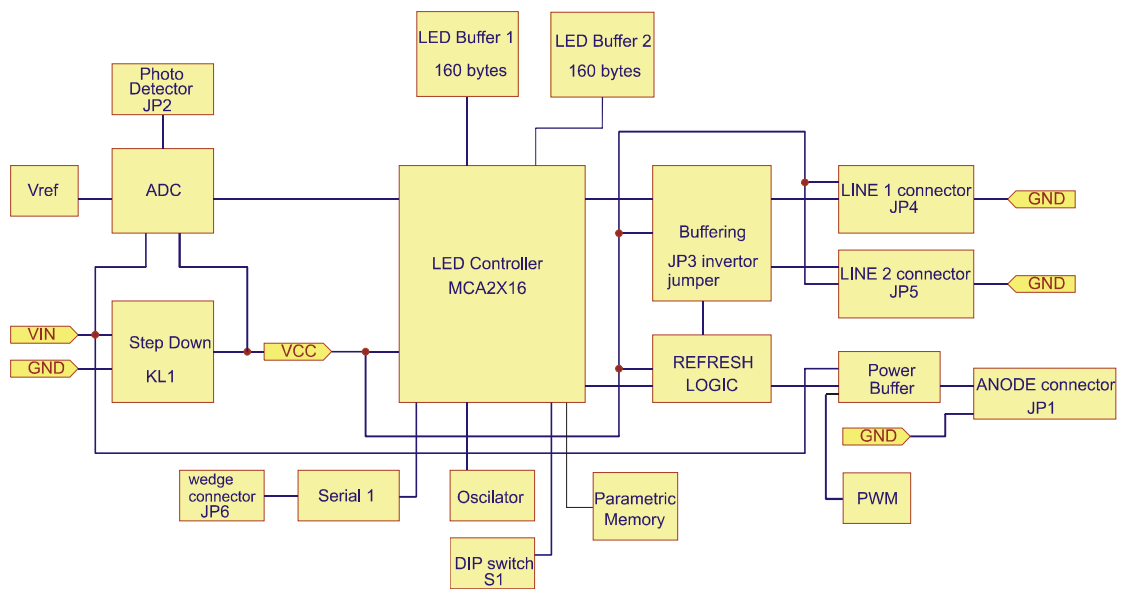 LED Buffer 1
160 bytes
LED Buffer 2
160 bytes
Photo
Detector
JP2
Vref
ADC
LED Controller
MCA2X16
Buffering
JP3 invertor
jumper
LINE 1 connector
JP4
GND
LINE 2 connector
JP5
GND
VIN
GND
Step Down
KL1
VCC
REFRESH
LOGIC
Power
Buffer
ANODE connector
JP1
GND
wedge
connector
JP6
Serial 1
Oscilator
Parametric
Memory
PWM
DIP switch
S1